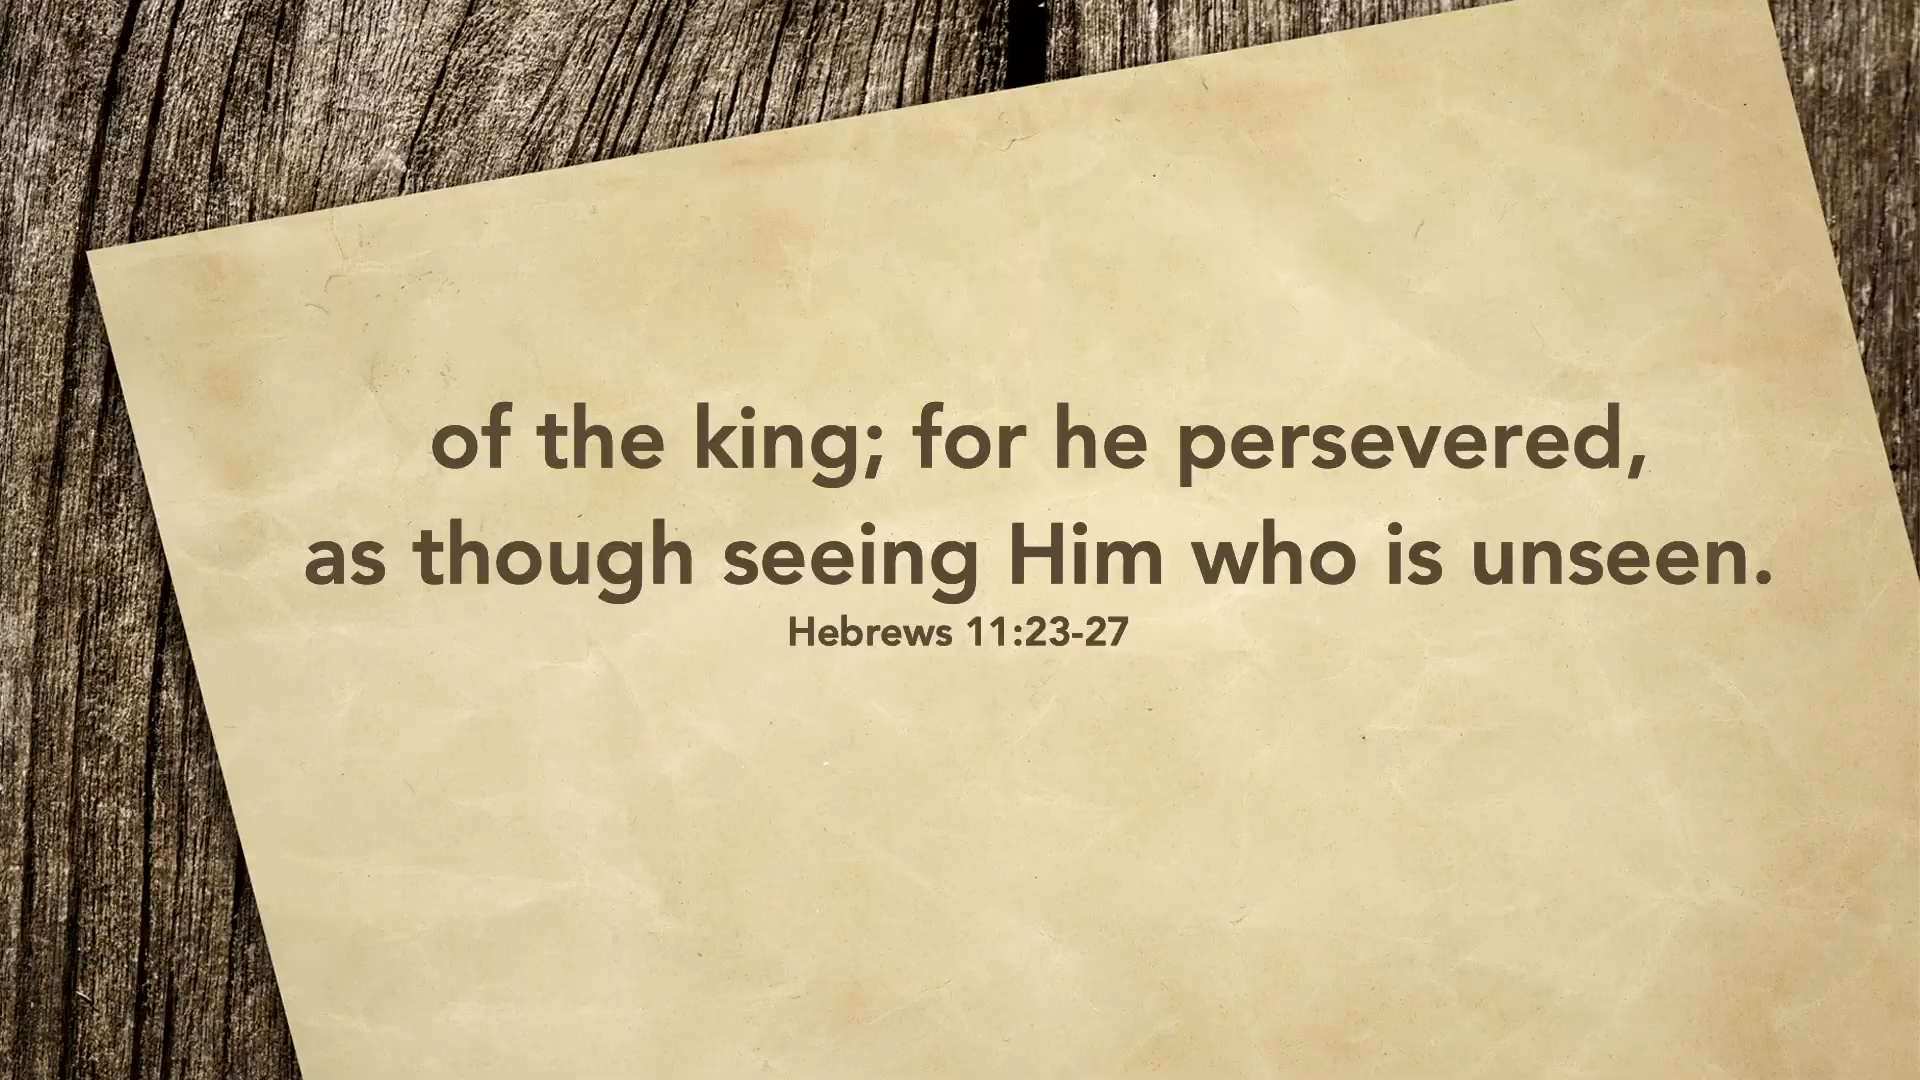 of the king; for he persevered,
as though seeing Him who is unseen.
Hebrews 11:23-27